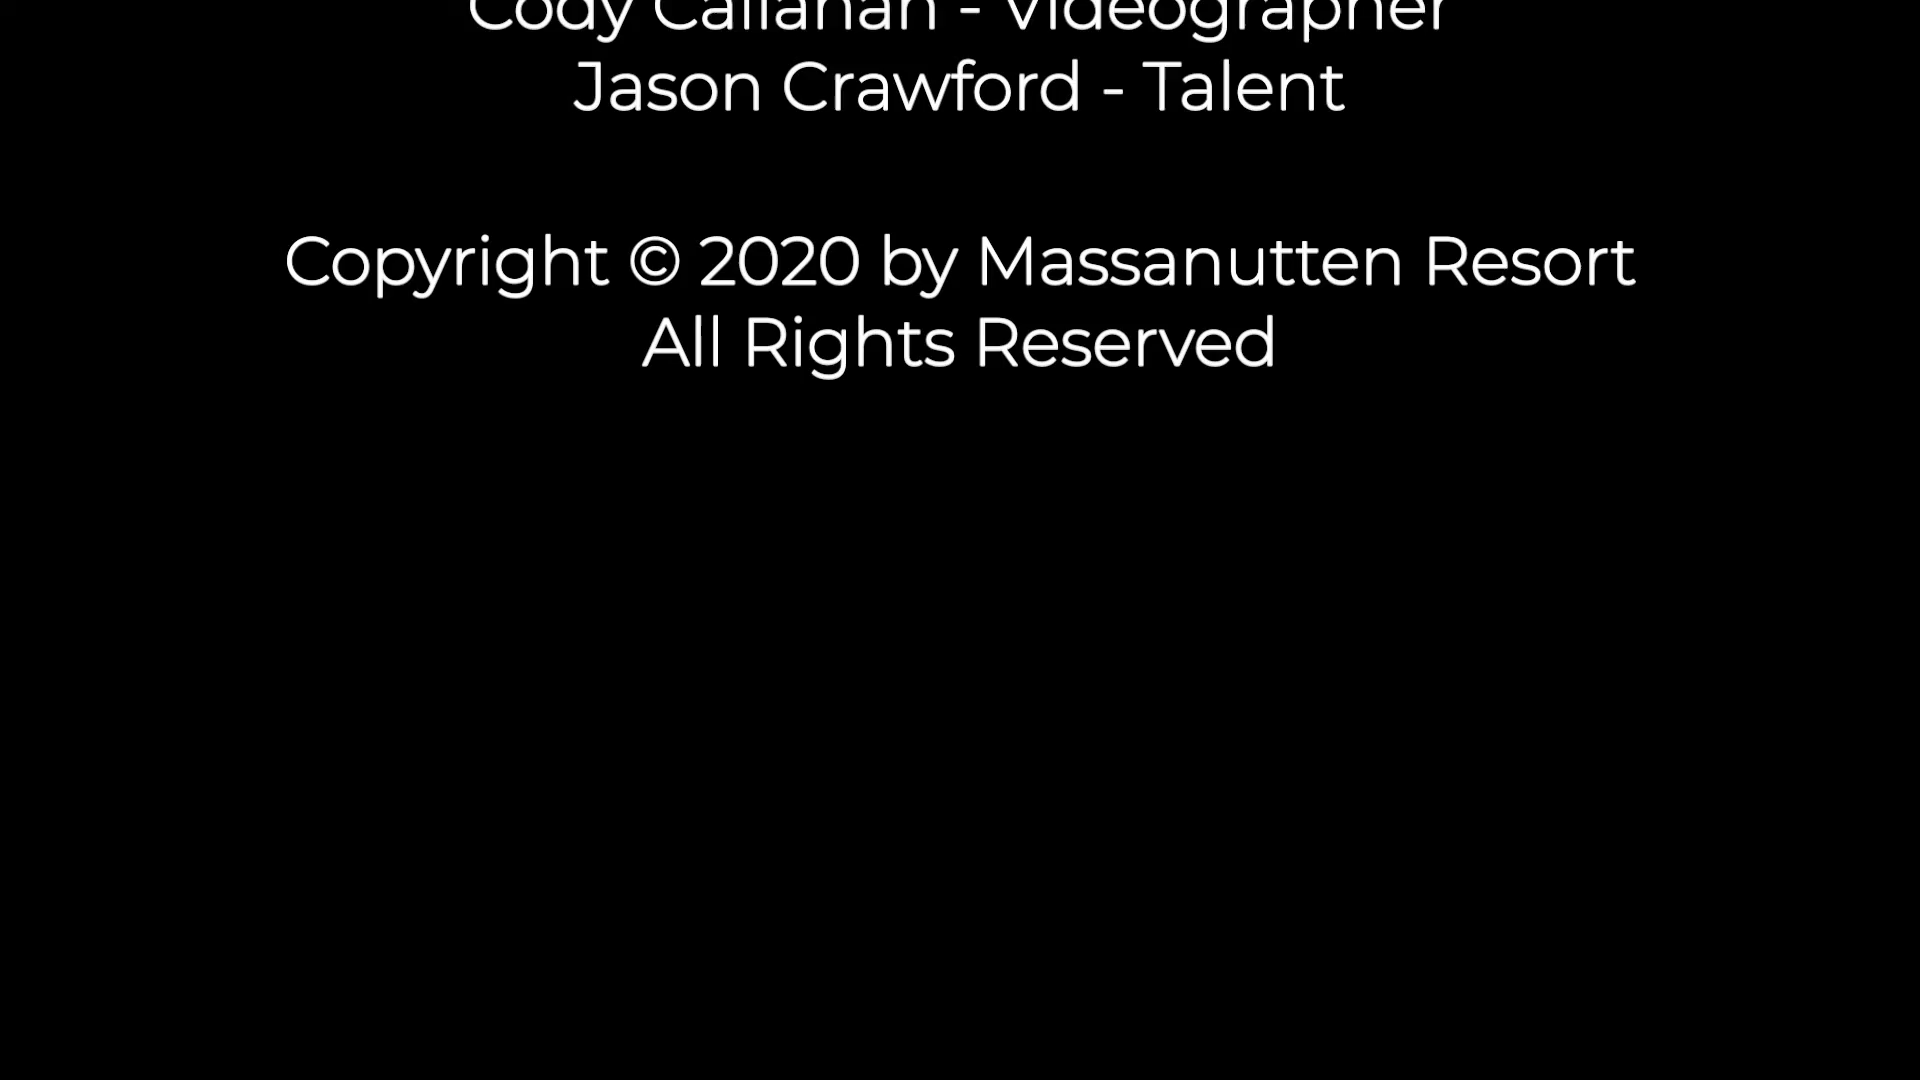 Cody Callahan - Videographer
Jason Crawford - Talent
Copyright © 2020 by Massanutten Resort
All Rights Reserved